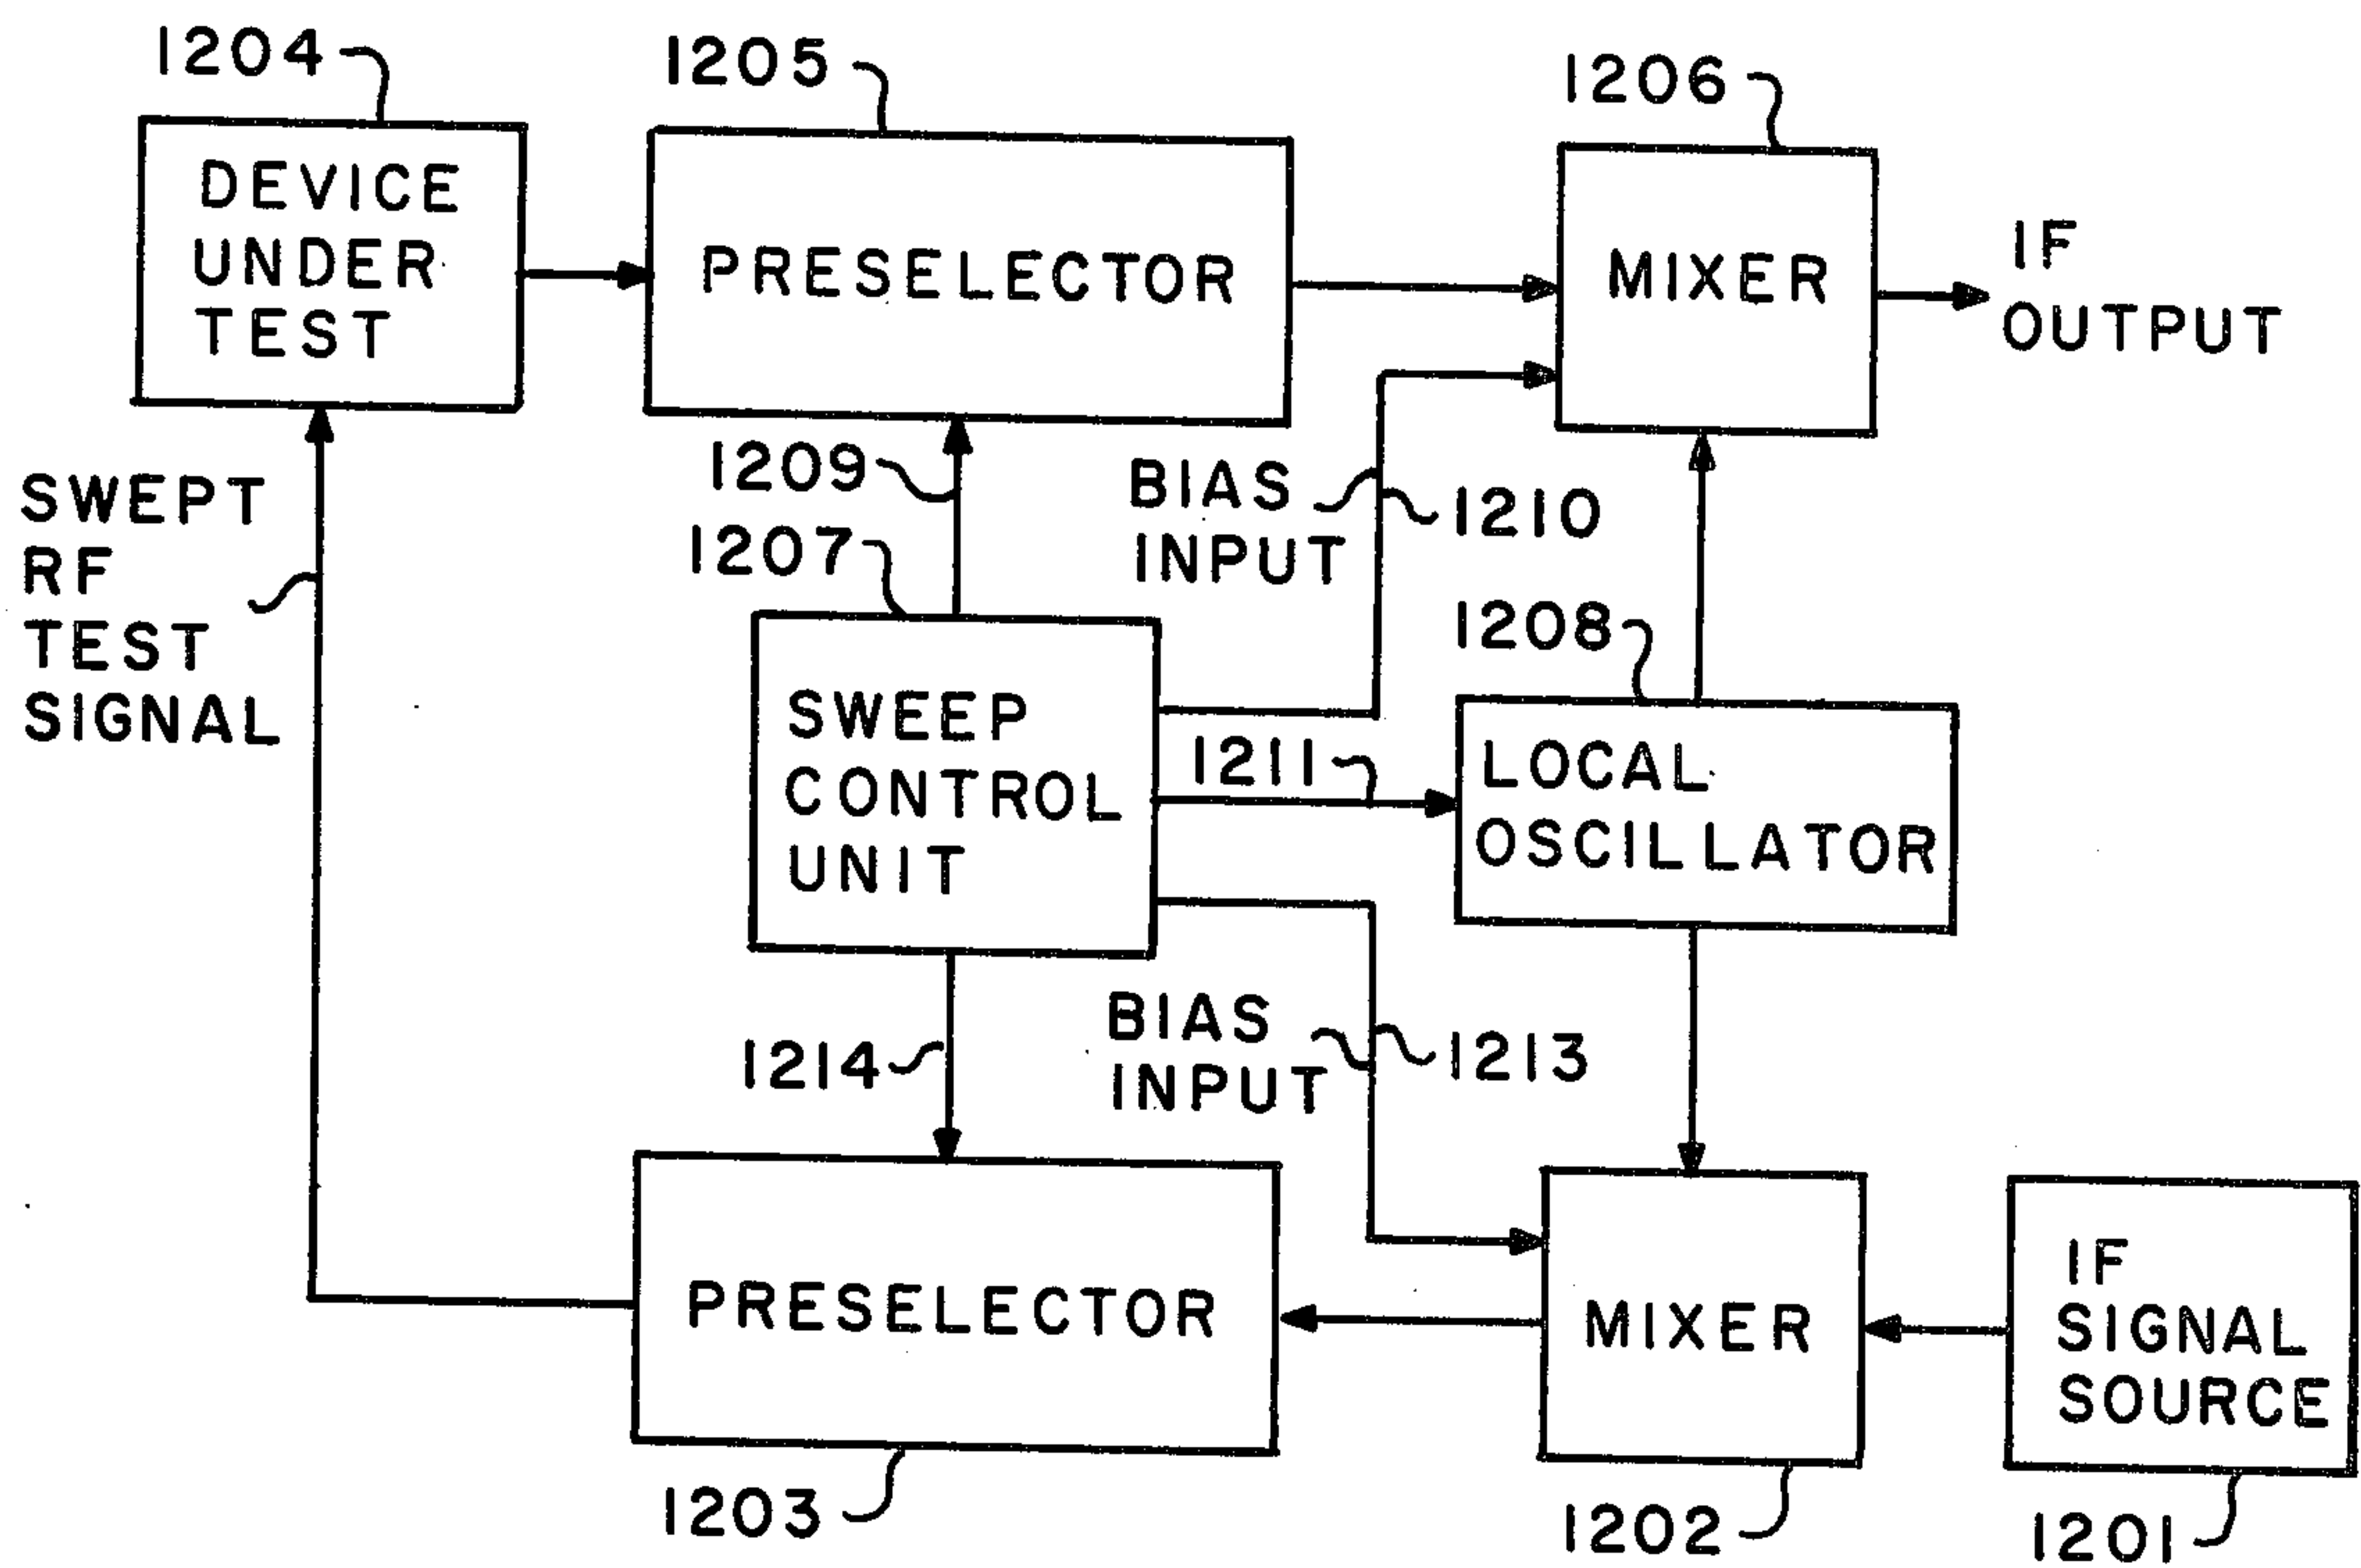 1204
1205
1206
DEVICE
UNDER
TEST
PRESELECTOR
MIXER
IF
OUTPUT
SWEPT
RF
TEST
SIGNAL
1209
1207
BIAS
INPUT
1210
1208
SWEEP
CONTROL
UNIT
1211
LOCAL
OSCILLATOR
1214
BIAS
INPUT
1213
PRESELECTOR
MIXER
IF
SIGNAL
SOURCE
1203
1202
1201